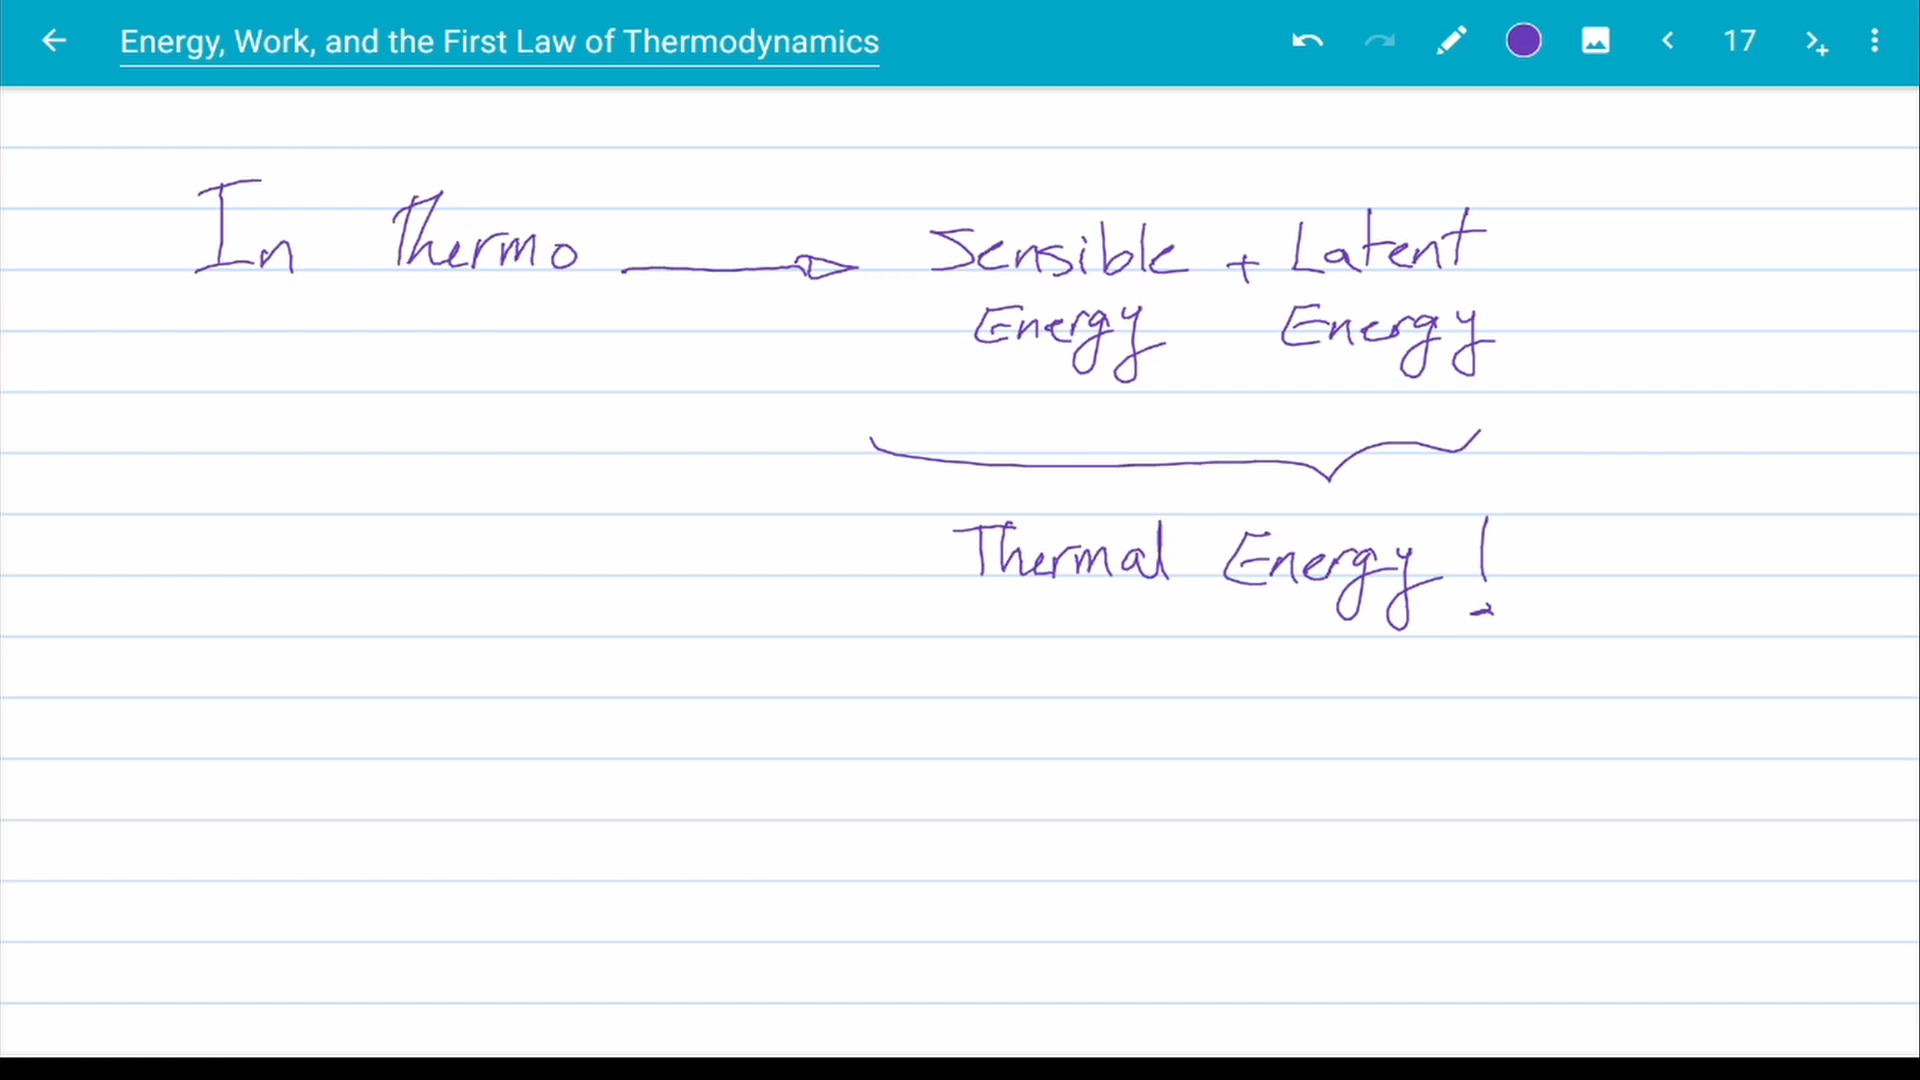 Energy, Work, and the First Law of Thermodynamics
17
In Thermo → Sensible + Latent
Energy Energy
Thermal Energy!